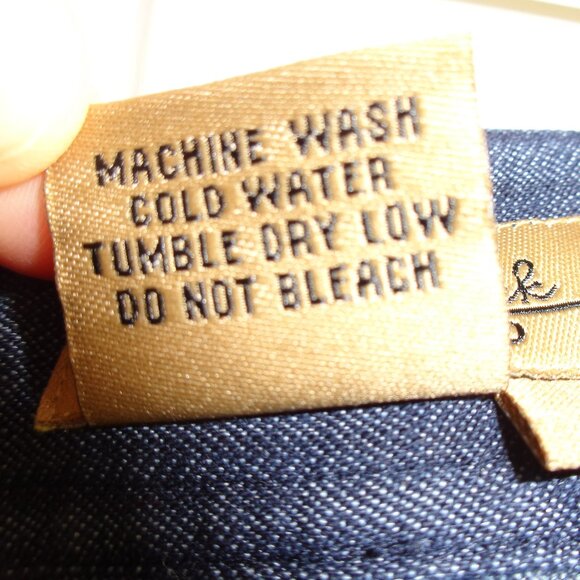 MACHINE WASH
COLD WATER
TUMBLE DRY LOW
DO NOT BLEACH